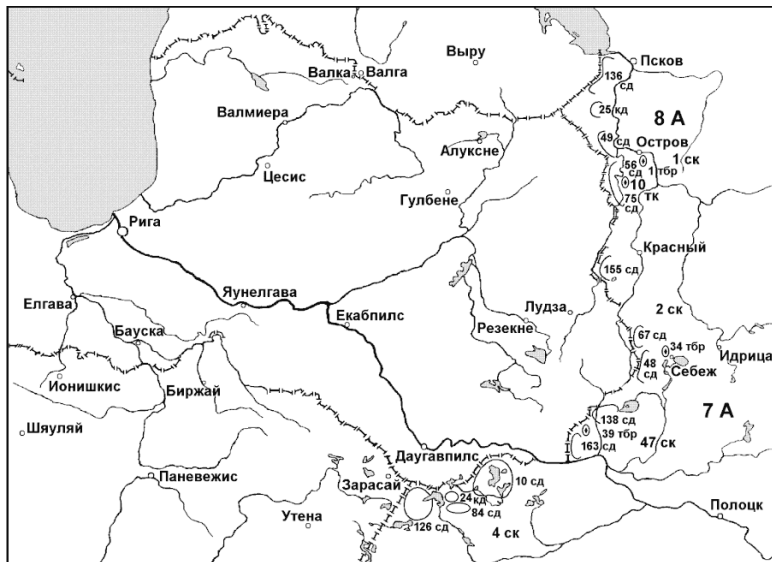 Псков
Выру
Валка
Валга
136
сд
25 кд
8 А
Валмиера
49 сд
Остров
Алуксне
56
сд
1 тбр
1 ск
Цесис
10
тк
Гулбене
75
сд
Рига
Красный
155 сд
Яунелгава
Елгава
Екабпилс
Лудза
2 ск
Бауска
Резекне
67 сд
34 тбр
Идрица
48
сд
Себеж
Ионишкис
Биржай
7 А
138 сд
39 тбр
Шяуляй
163 сд
47 ск
Даугавпилс
Паневежис
Зарасай
10 сд
24
кд
84 сд
Полоцк
Утена
126 сд
4 ск